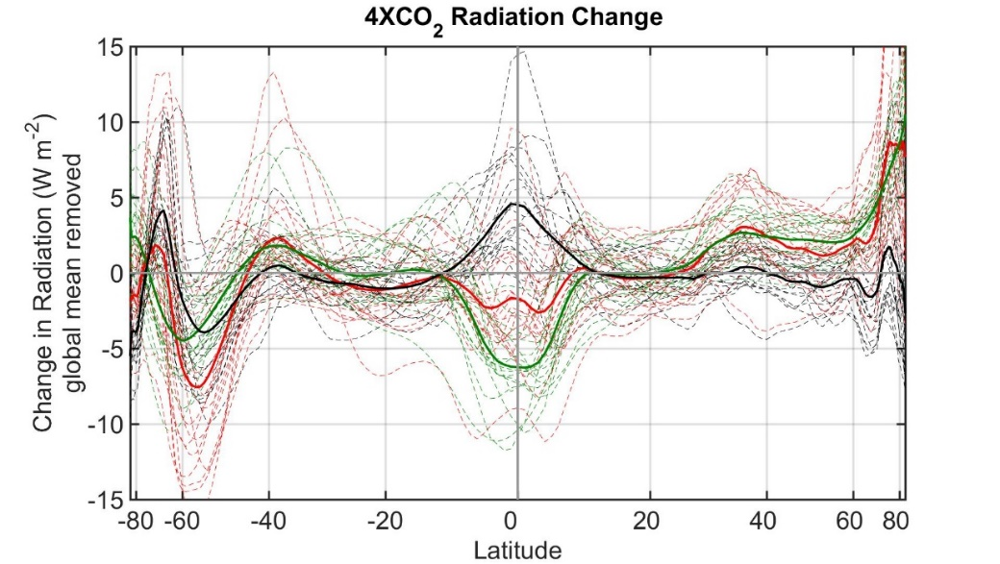 4XCO2 Radiation Change
Change in Radiation (W m-2)
global mean removed
15
10
5
0
-5
-10
-15
-80 -60 -40 -20 0 20 40 60 80
Latitude